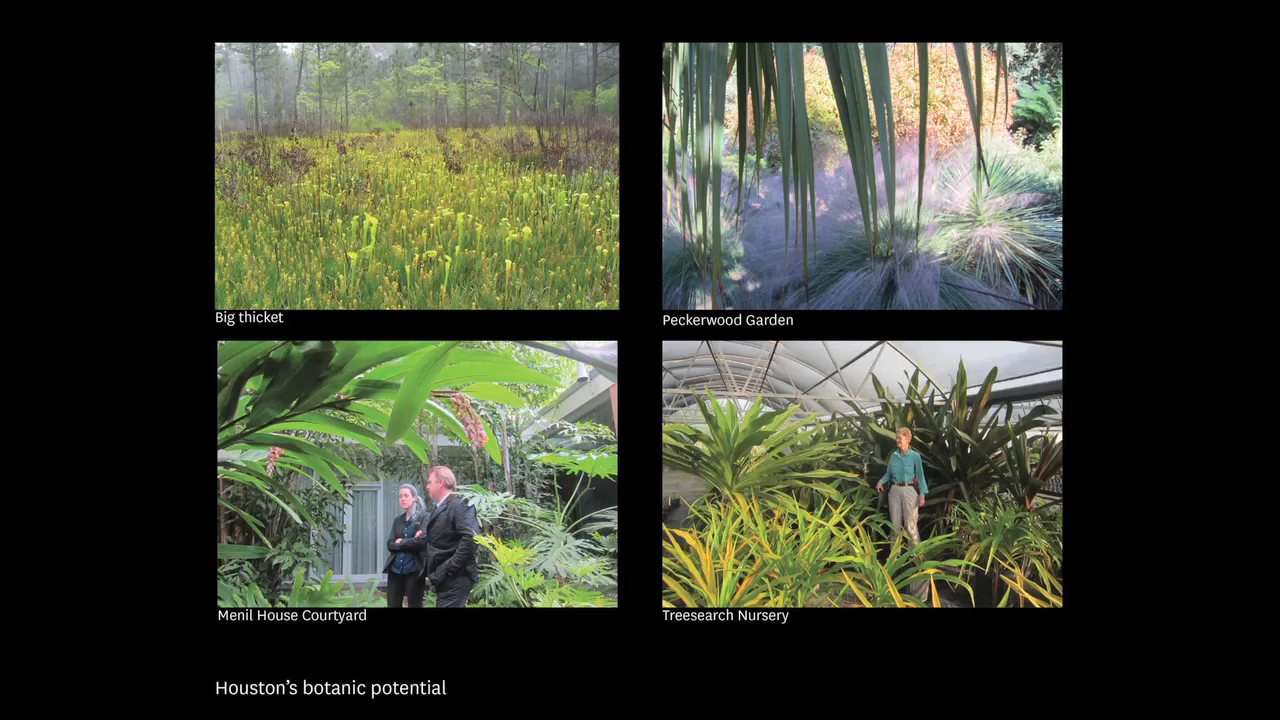 Big thicket
Peckerwood Garden
Menil House Courtyard
Treesearch Nursery
Houston’s botanic potential